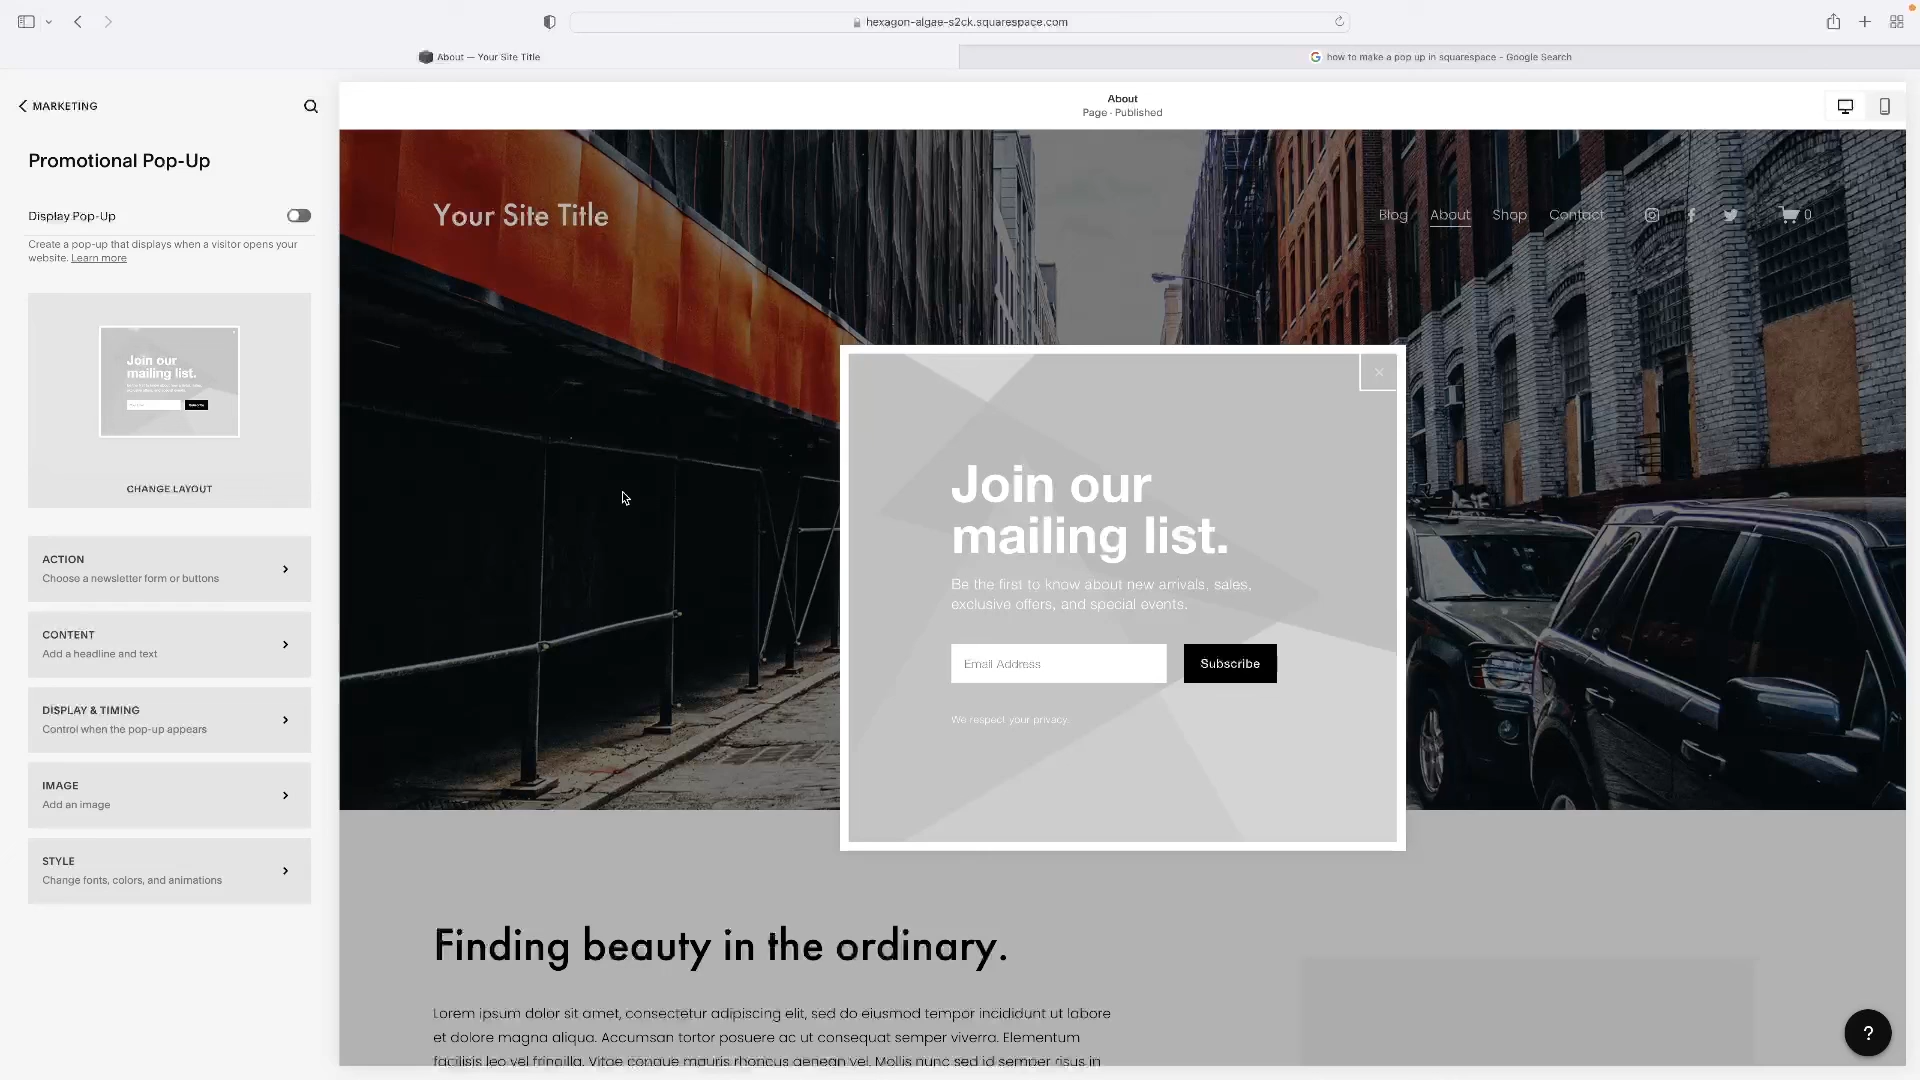 hexagon-algae-s2ck.squarespace.com
About — Your Site Title
how to make a pop up in squarespace - Google Search
MARKETING
Promotional Pop-Up
Display Pop-Up
Create a pop-up that displays when a visitor opens your
website. Learn more
Join our
mailing list.
Subscribe
CHANGE LAYOUT
ACTION
Choose a newsletter form or buttons
CONTENT
Add a headline and text
DISPLAY & TIMING
Control when the pop-up appears
IMAGE
Add an image
STYLE
Change fonts, colors, and animations
About
Page · Published
Your Site Title
Blog About Shop Contact 0
Join our
mailing list.
Be the first to know about new arrivals, sales,
exclusive offers, and special events.
Email Address
Subscribe
We respect your privacy.
Finding beauty in the ordinary.
Lorem ipsum dolor sit amet, consectetur adipiscing elit, sed do eiusmod tempor incididunt ut labore
et dolore magna aliqua. Accumsan tortor posuere ac ut consequat semper viverra. Elementum
facilisis leo vel fringilla. Vitae congue mauris rhoncus aenean vel. Mollis nunc sed id semper risus in
?